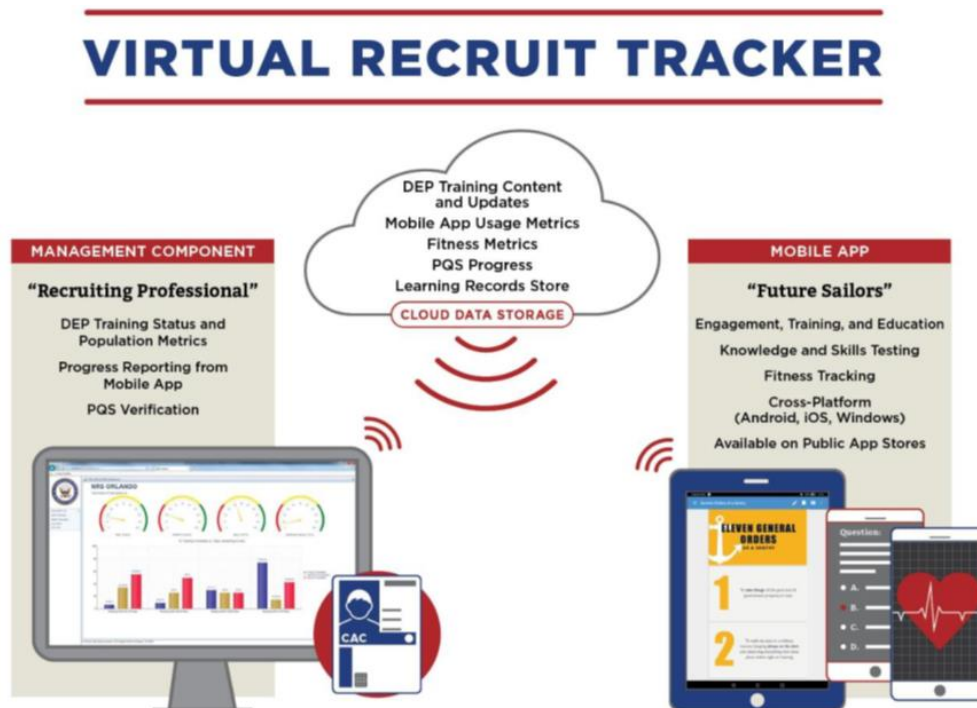 VIRTUAL RECRUIT TRACKER
DEP Training Content
and Updates
Mobile App Usage Metrics
Fitness Metrics
PQS Progress
Learning Records Store
CLOUD DATA STORAGE
MANAGEMENT COMPONENT
“Recruiting Professional”
DEP Training Status and
Population Metrics
Progress Reporting from
Mobile App
PQS Verification
NRS ORLANDO
CAC
MOBILE APP
“Future Sailors”
Engagement, Training, and Education
Knowledge and Skills Testing
Fitness Tracking
Cross-Platform
(Android, iOS, Windows)
Available on Public App Stores
ELEVEN GENERAL
ORDERS
OF A SENTRY
1
2
Question:
A.
B.
C.
D.